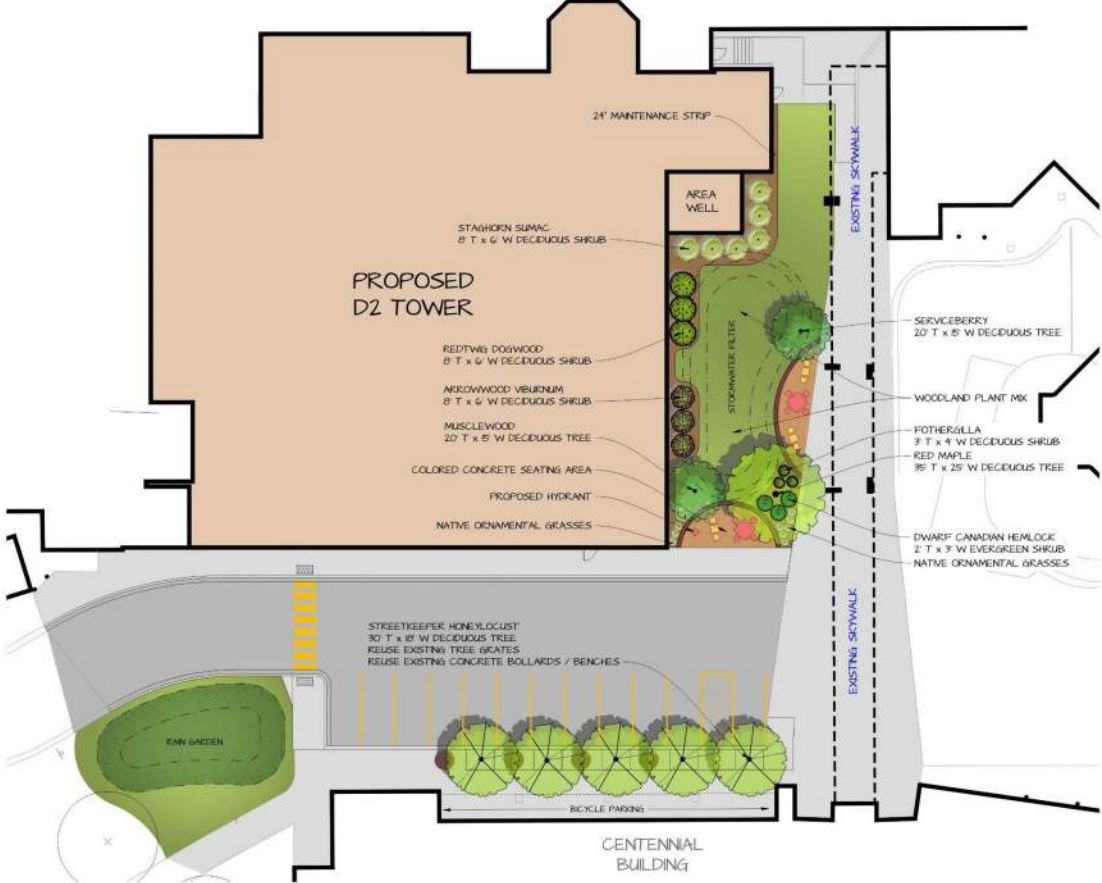 24" MAINTENANCE STRIP
EXISTING SKYWALK
AREA
WELL
STAGHORN SUMAC
8' T x 6' W DECIDUOUS SHRUB
PROPOSED
D2 TOWER
SERVICEBERRY
20' T x 15' W DECIDUOUS TREE
STORMWATER FILTER
REDTWIG DOGWOOD
8' T x 6' W DECIDUOUS SHRUB
ARROWWOOD VIBURNUM
8' T x 6' W DECIDUOUS SHRUB
WOODLAND PLANT MIX
MUSCLEWOOD
20' T x 15' W DECIDUOUS TREE
FOTHERGILLA
3' T x 4' W DECIDUOUS SHRUB
RED MAPLE
35' T x 25' W DECIDUOUS TREE
COLORED CONCRETE SEATING AREA
PROPOSED HYDRANT
NATIVE ORNAMENTAL GRASSES
DWARF CANADIAN HEMLOCK
2' T x 3' W EVERGREEN SHRUB
NATIVE ORNAMENTAL GRASSES
STREETKEEPER HONEYLOCUST
30' T x 18' W DECIDUOUS TREE
REUSE EXISTING TREE GRATES
REUSE EXISTING CONCRETE BOLLARDS / BENCHES
EXISTING SKYWALK
RAIN GARDEN
BICYCLE PARKING
CENTENNIAL
BUILDING